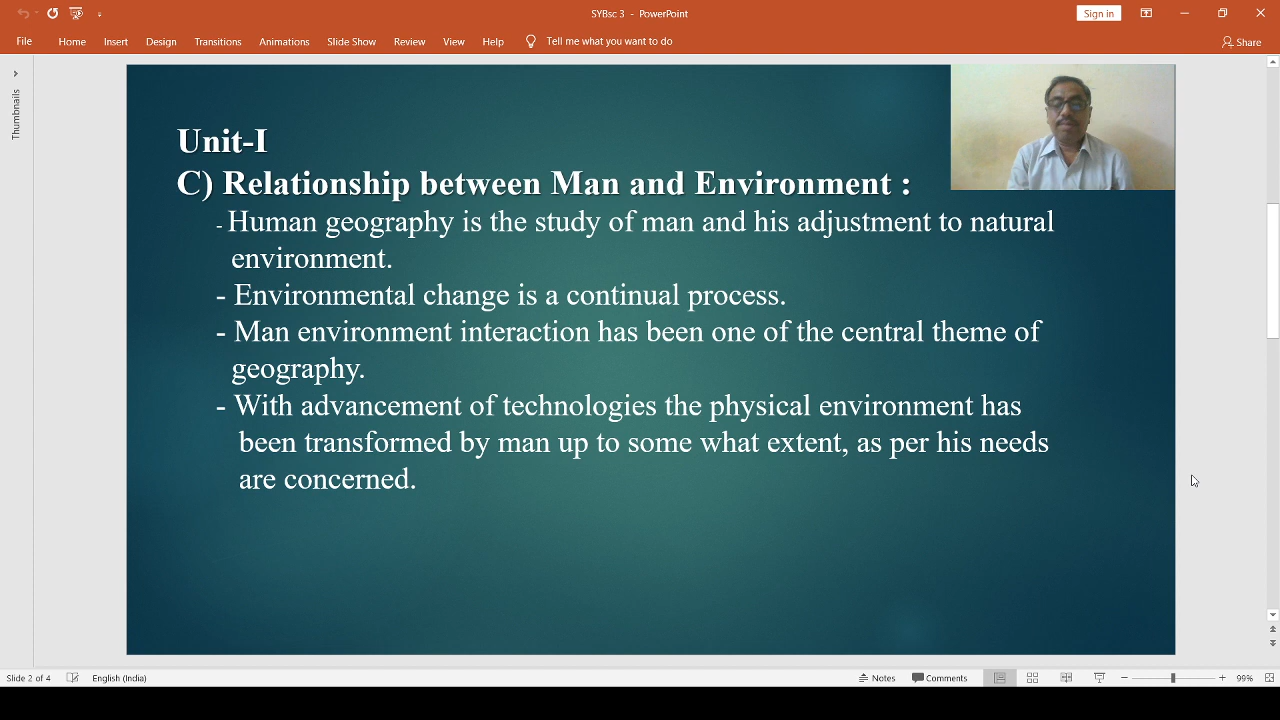 SYBsc 3 - PowerPoint
Sign in
File Home Insert Design Transitions Animations Slide Show Review View Help Tell me what you want to do Share
Thumbnails
Unit-I
C) Relationship between Man and Environment :
- Human geography is the study of man and his adjustment to natural
environment.
- Environmental change is a continual process.
- Man environment interaction has been one of the central theme of
geography.
- With advancement of technologies the physical environment has
been transformed by man up to some what extent, as per his needs
are concerned.
Slide 2 of 4 English (India) Notes Comments 99%